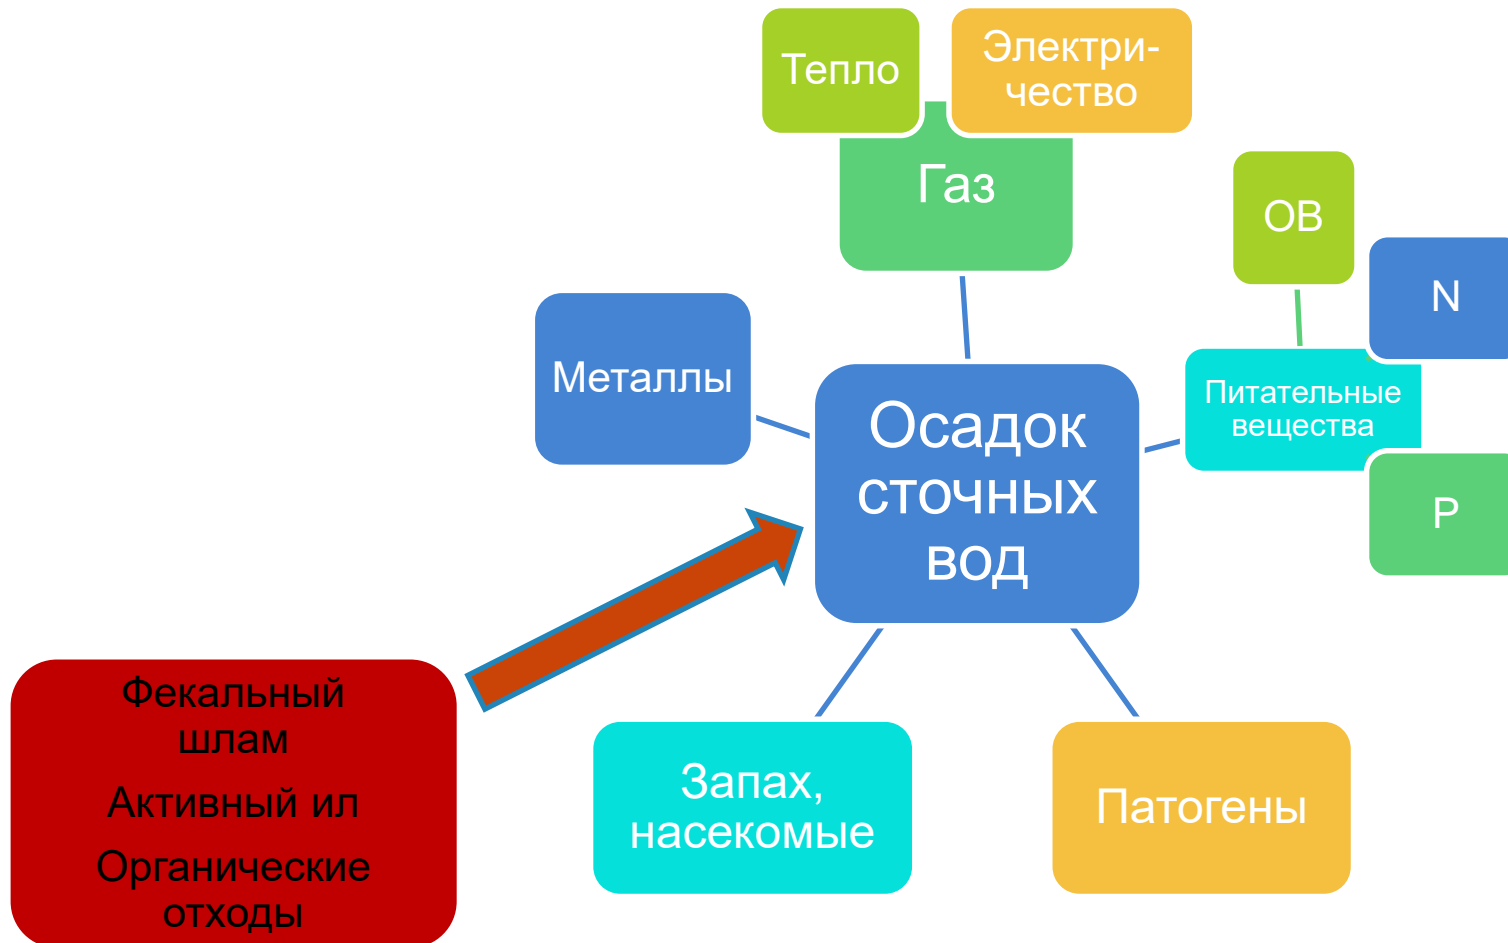 Тепло
Электри-
чество
Газ
ОВ
N
Металлы
Питательные
вещества
Осадок
сточных
вод
P
Фекальный
шлам
Активный ил
Органические
отходы
Запах,
насекомые
Патогены